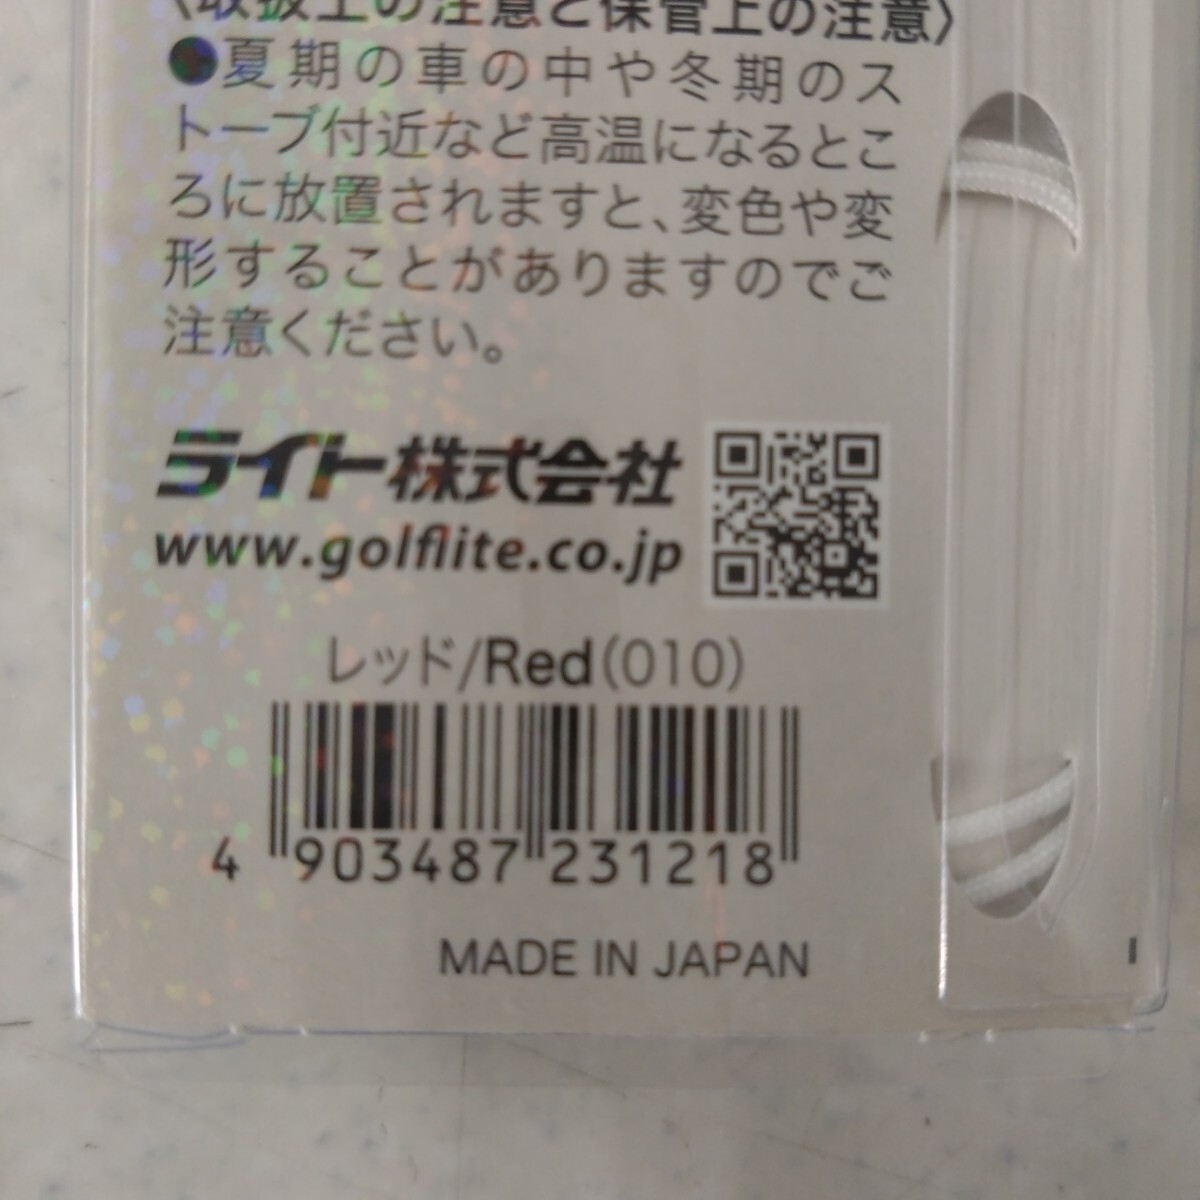 〈取扱上の注意と保管上の注意〉
●夏期の車の中や冬期のス
トーブ付近など高温になるとこ
ろに放置されますと、変色や変
形することがありますのでご
注意ください。
ライト株式会社
www.golflite.co.jp
レッド/Red(010)
4 903487 231218
MADE IN JAPAN